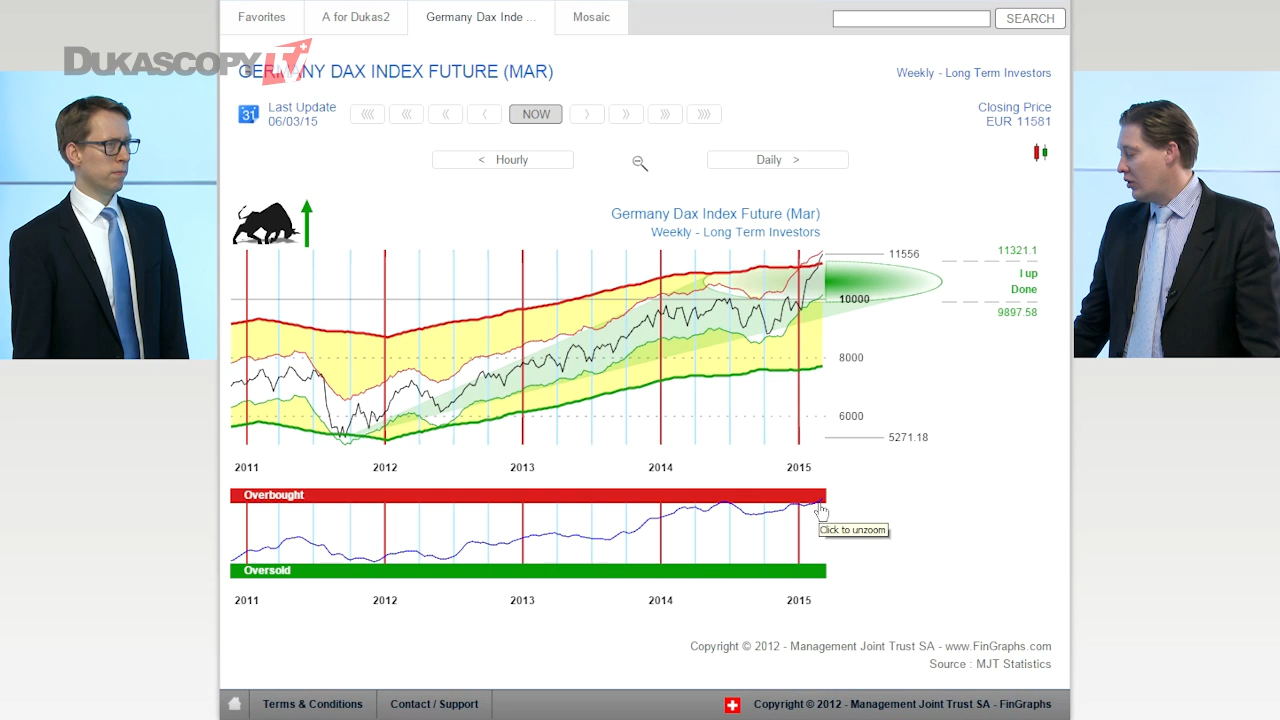 Favorites
A for Dukas2
Germany Dax Inde ...
Mosaic
SEARCH
DUKASCOPY TV
GERMANY DAX INDEX FUTURE (MAR)
Weekly - Long Term Investors
31
Last Update
06/03/15
NOW
Closing Price
EUR 11581
< Hourly
Daily >
Germany Dax Index Future (Mar)
Weekly - Long Term Investors
11556
10000
8000
6000
5271.18
11321.1
I up
Done
9897.58
2011 2012 2013 2014 2015
Overbought
Click to unzoom
Oversold
2011 2012 2013 2014 2015
Copyright © 2012 - Management Joint Trust SA - www.FinGraphs.com
Source : MJT Statistics
Terms & Conditions
Contact / Support
Copyright © 2012 - Management Joint Trust SA - FinGraphs